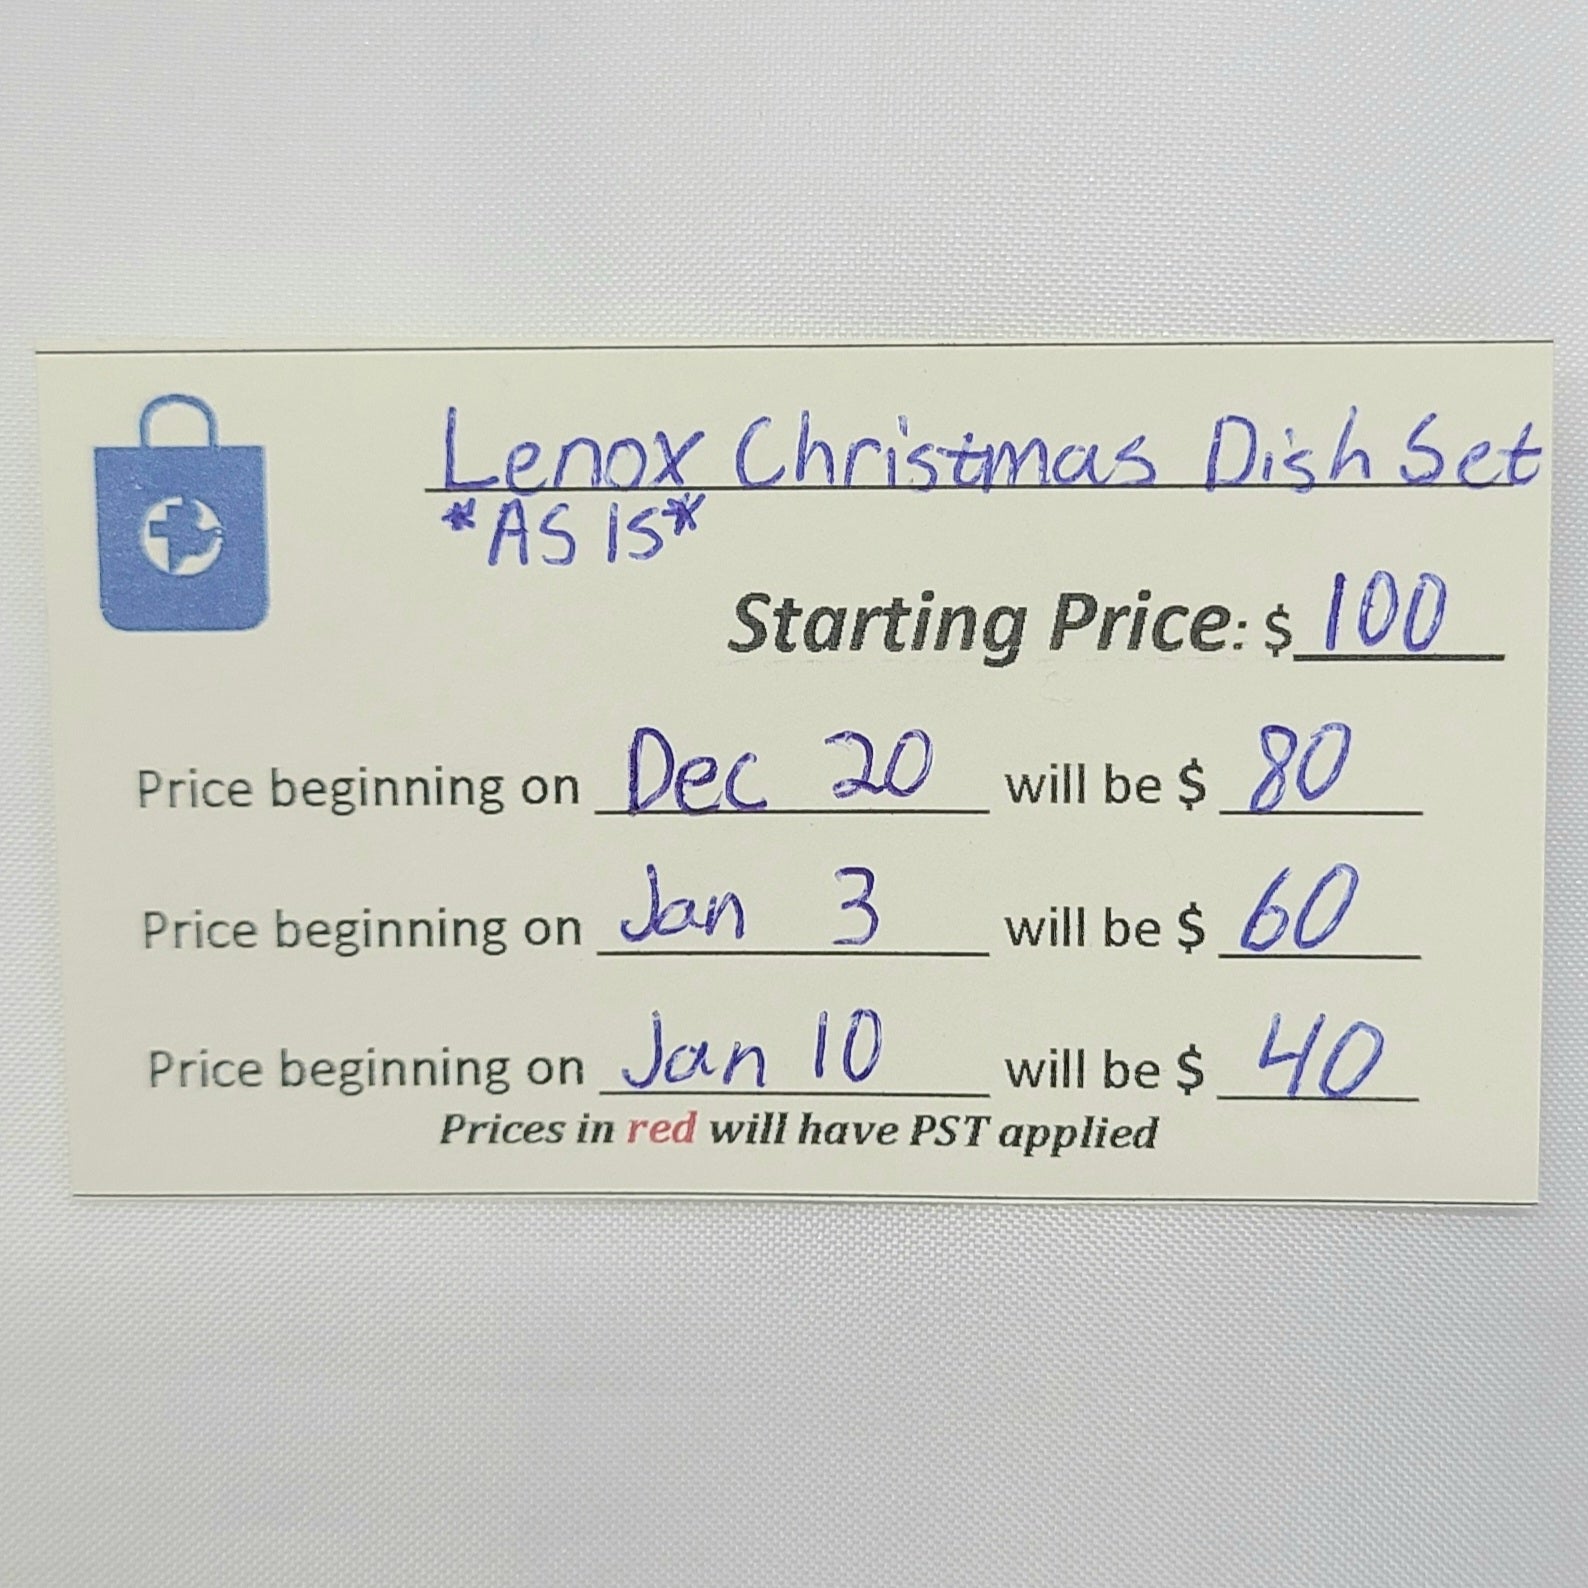 Lenox Christmas Dish Set
*AS IS*
Starting Price: $ 100
Price beginning on Dec 20 will be $ 80
Price beginning on Jan 3 will be $ 60
Price beginning on Jan 10 will be $ 40
Prices in red will have PST applied